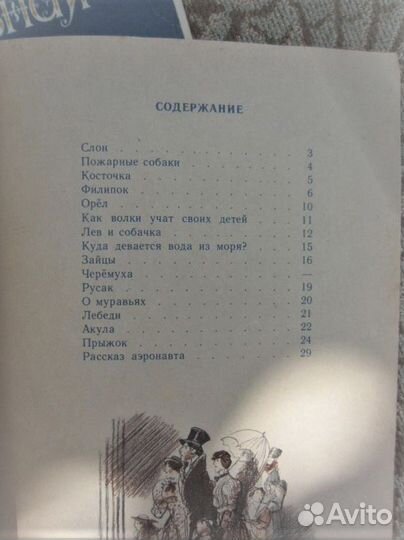 СОДЕРЖАНИЕ
Слон . . . . . . . . . . . . 3
Пожарные собаки . . . . . . . . 4
Косточка . . . . . . . . . . . 5
Филипок . . . . . . . . . . . 6
Орёл . . . . . . . . . . . . 10
Как волки учат своих детей . . . . 11
Лев и собачка . . . . . . . . . 12
Куда девается вода из моря? . . . . 15
Зайцы . . . . . . . . . . . . 16
Черёмуха . . . . . . . . . . . —
Русак . . . . . . . . . . . . 19
О муравьях . . . . . . . . . . 20
Лебеди . . . . . . . . . . . . 21
Акула . . . . . . . . . . . . 22
Прыжок . . . . . . . . . . . . 24
Рассказ аэронавта . . . . . . . 29
Avito